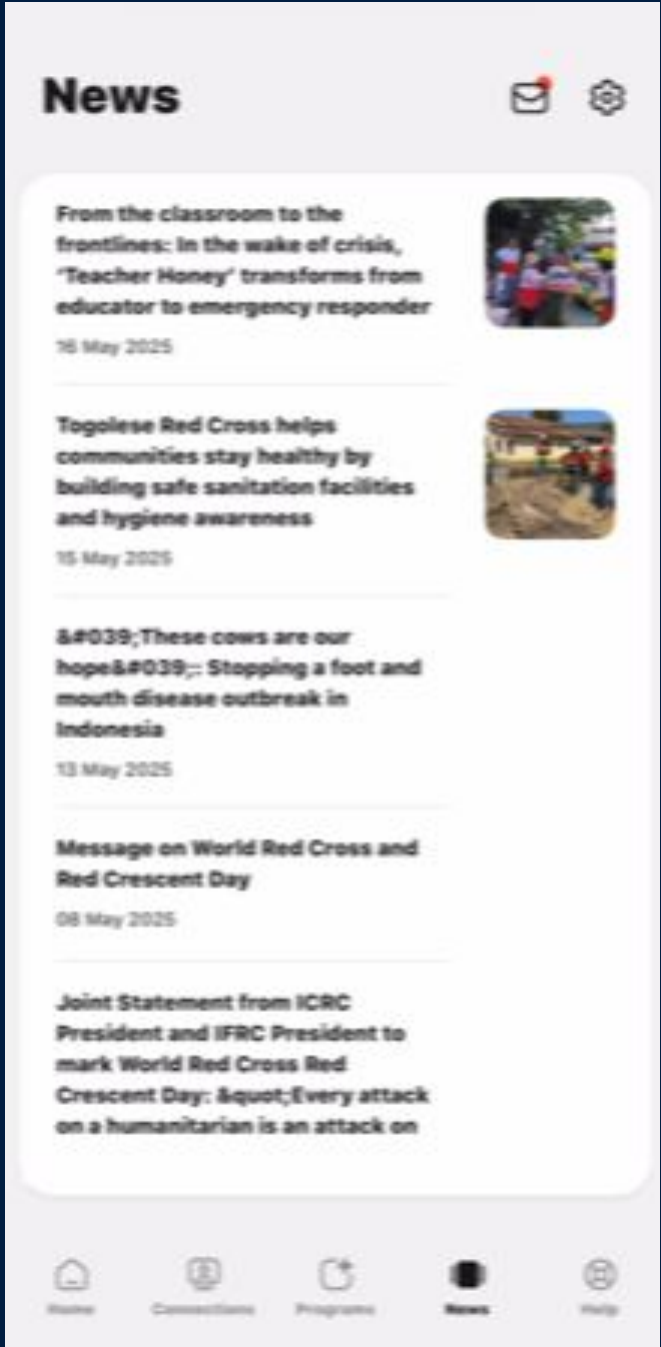 News
From the classroom to the
frontlines: In the wake of crisis,
'Teacher Honey' transforms from
educator to emergency responder
16 May 2025
Togolese Red Cross helps
communities stay healthy by
building safe sanitation facilities
and hygiene awareness
15 May 2025
&#039;These cows are our
hope&#039;: Stopping a foot and
mouth disease outbreak in
Indonesia
13 May 2025
Message on World Red Cross and
Red Crescent Day
08 May 2025
Joint Statement from ICRC
President and IFRC President to
mark World Red Cross Red
Crescent Day: &quot;Every attack
on a humanitarian is an attack on
Home
Connections
Programs
News
Help